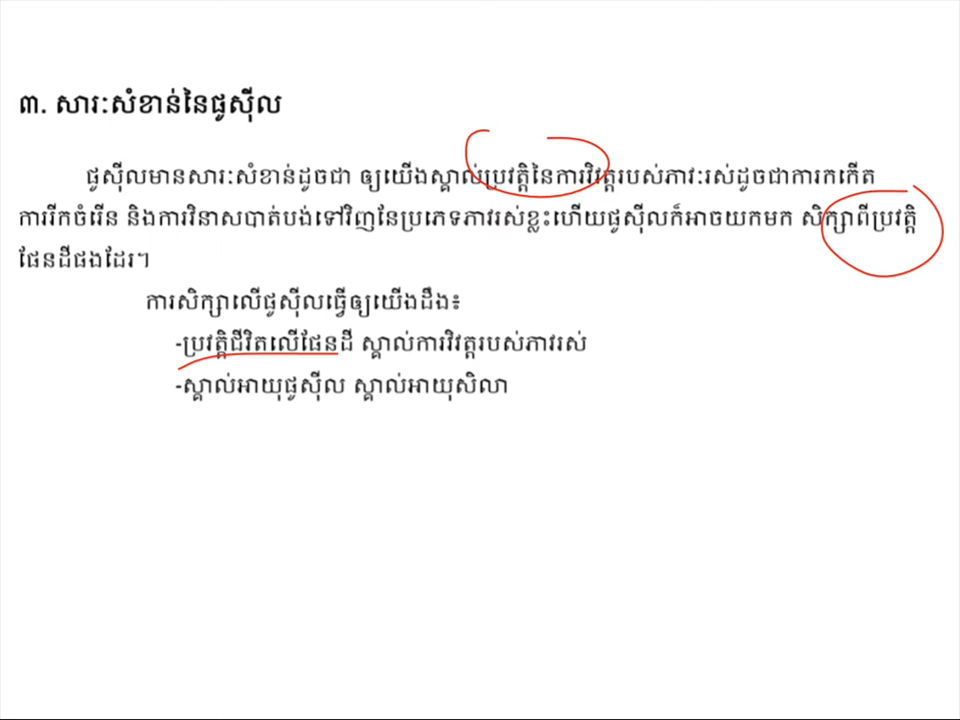 ៣. សារៈសំខាន់នៃផូស៊ីល
ផូស៊ីលមានសារៈសំខាន់ដូចជា ឲ្យយើងស្គាល់ប្រវត្តិនៃការវិវត្តរបស់ភាវៈរស់ដូចជាការកកើត
ការរីកចំរើន និងការវិនាសបាត់បង់ទៅវិញនៃប្រភេទភាវរស់ខ្លះហើយផូស៊ីលក៏អាចយកមក សិក្សាពីប្រវត្តិ
ផែនដីផងដែរ។
ការសិក្សាលើផូស៊ីលធ្វើឲ្យយើងដឹង៖
-ប្រវត្តិជីវិតលើផែនដី ស្គាល់ការវិវត្តរបស់ភាវរស់
-ស្គាល់អាយុផូស៊ីល ស្គាល់អាយុសិលា